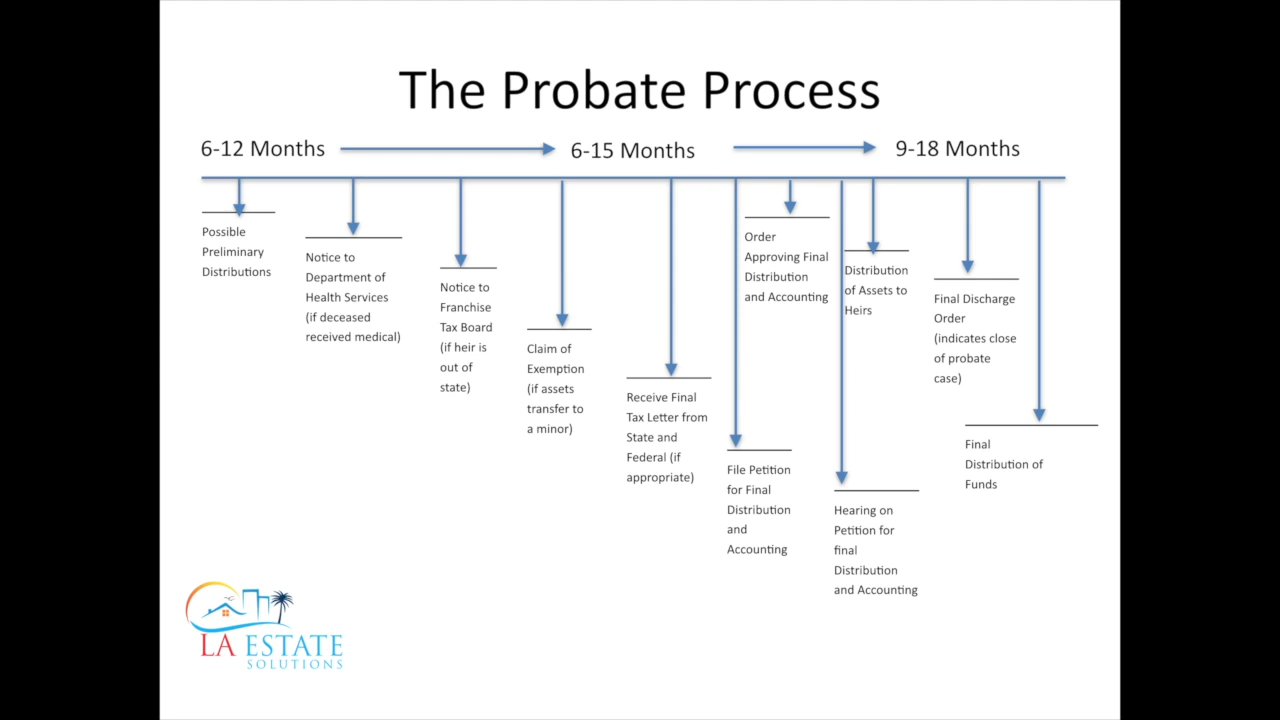 The Probate Process
6-12 Months
6-15 Months
9-18 Months
Possible
Preliminary
Distributions
Notice to
Department of
Health Services
(if deceased
received medical)
Notice to
Franchise
Tax Board
(if heir is
out of
state)
Claim of
Exemption
(if assets
transfer to
a minor)
Receive Final
Tax Letter from
State and
Federal (if
appropriate)
File Petition
for Final
Distribution
and
Accounting
Order
Approving Final
Distribution
and Accounting
Hearing on
Petition for
final
Distribution
and Accounting
Distribution
of Assets to
Heirs
Final Discharge
Order
(indicates close
of probate
case)
Final
Distribution of
Funds
LA ESTATE
SOLUTIONS